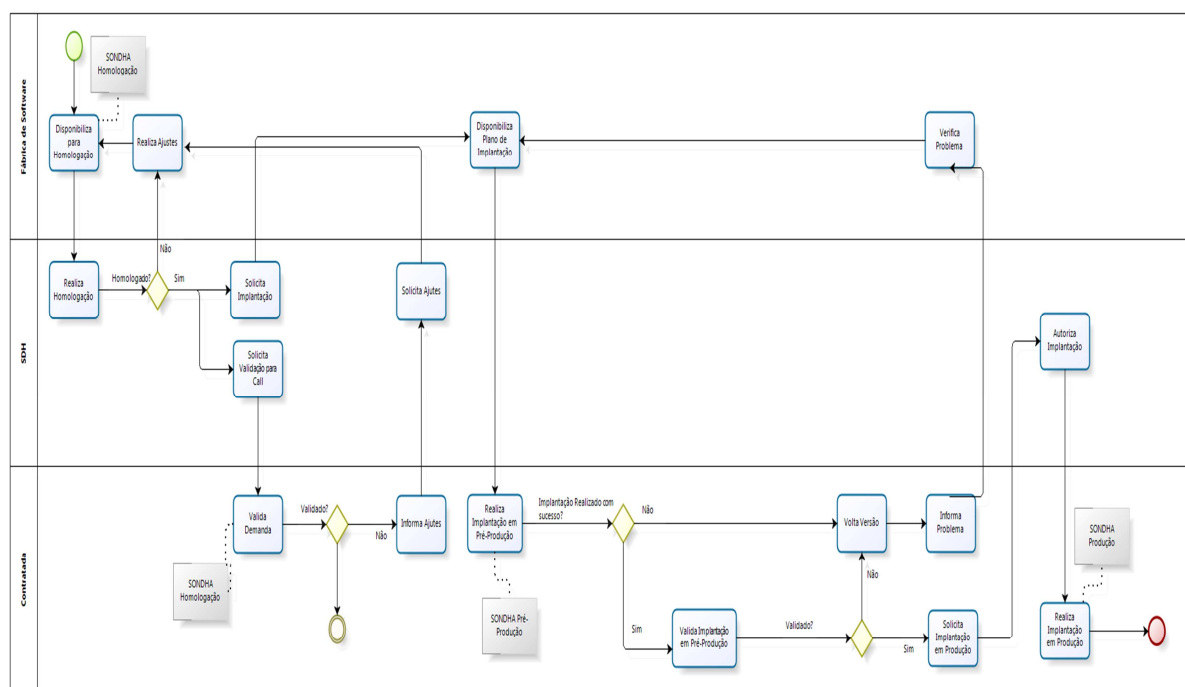 Fábrica de Software
SONDHA
Homologação
Disponibiliza
para
Homologação
Realiza Ajustes
Disponibiliza
Plano de
Implantação
Verifica
Problema
Não
SDH
Realiza
Homologação
Homologado?
Sim
Solicita
Implantação
Solicita Ajutes
Solicita
Validação para
Call
Autoriza
Implantação
Contratada
Valida
Demanda
Validado?
Não
Informa Ajutes
SONDHA
Homologação
Realiza
Implantação em
Pré-Produção
Implantação Realizado com
sucesso?
Não
Volta Versão
Informa
Problema
SONDHA
Produção
SONDHA Pré-
Produção
Sim
Valida Implantação
em Pré-Produção
Validado?
Não
Sim
Solicita
Implantação
em Produção
Realiza
Implantação
em Produção